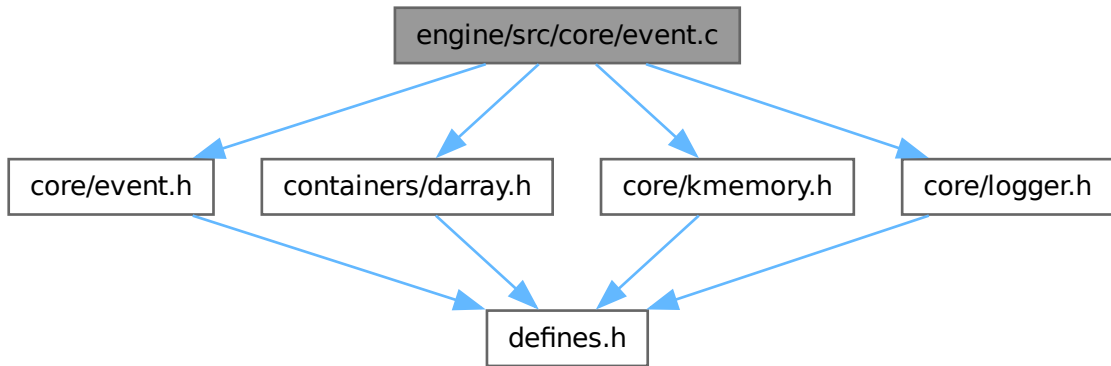 engine/src/core/event.c
core/event.h
containers/darray.h
core/kmemory.h
core/logger.h
defines.h